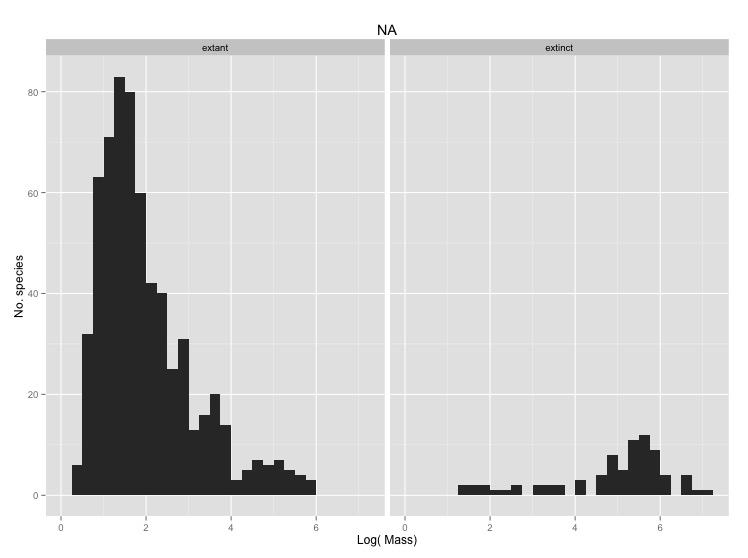 NA
extant
extinct
No. species
80
60
40
20
0
0 2 4 6
0 2 4 6
Log( Mass)